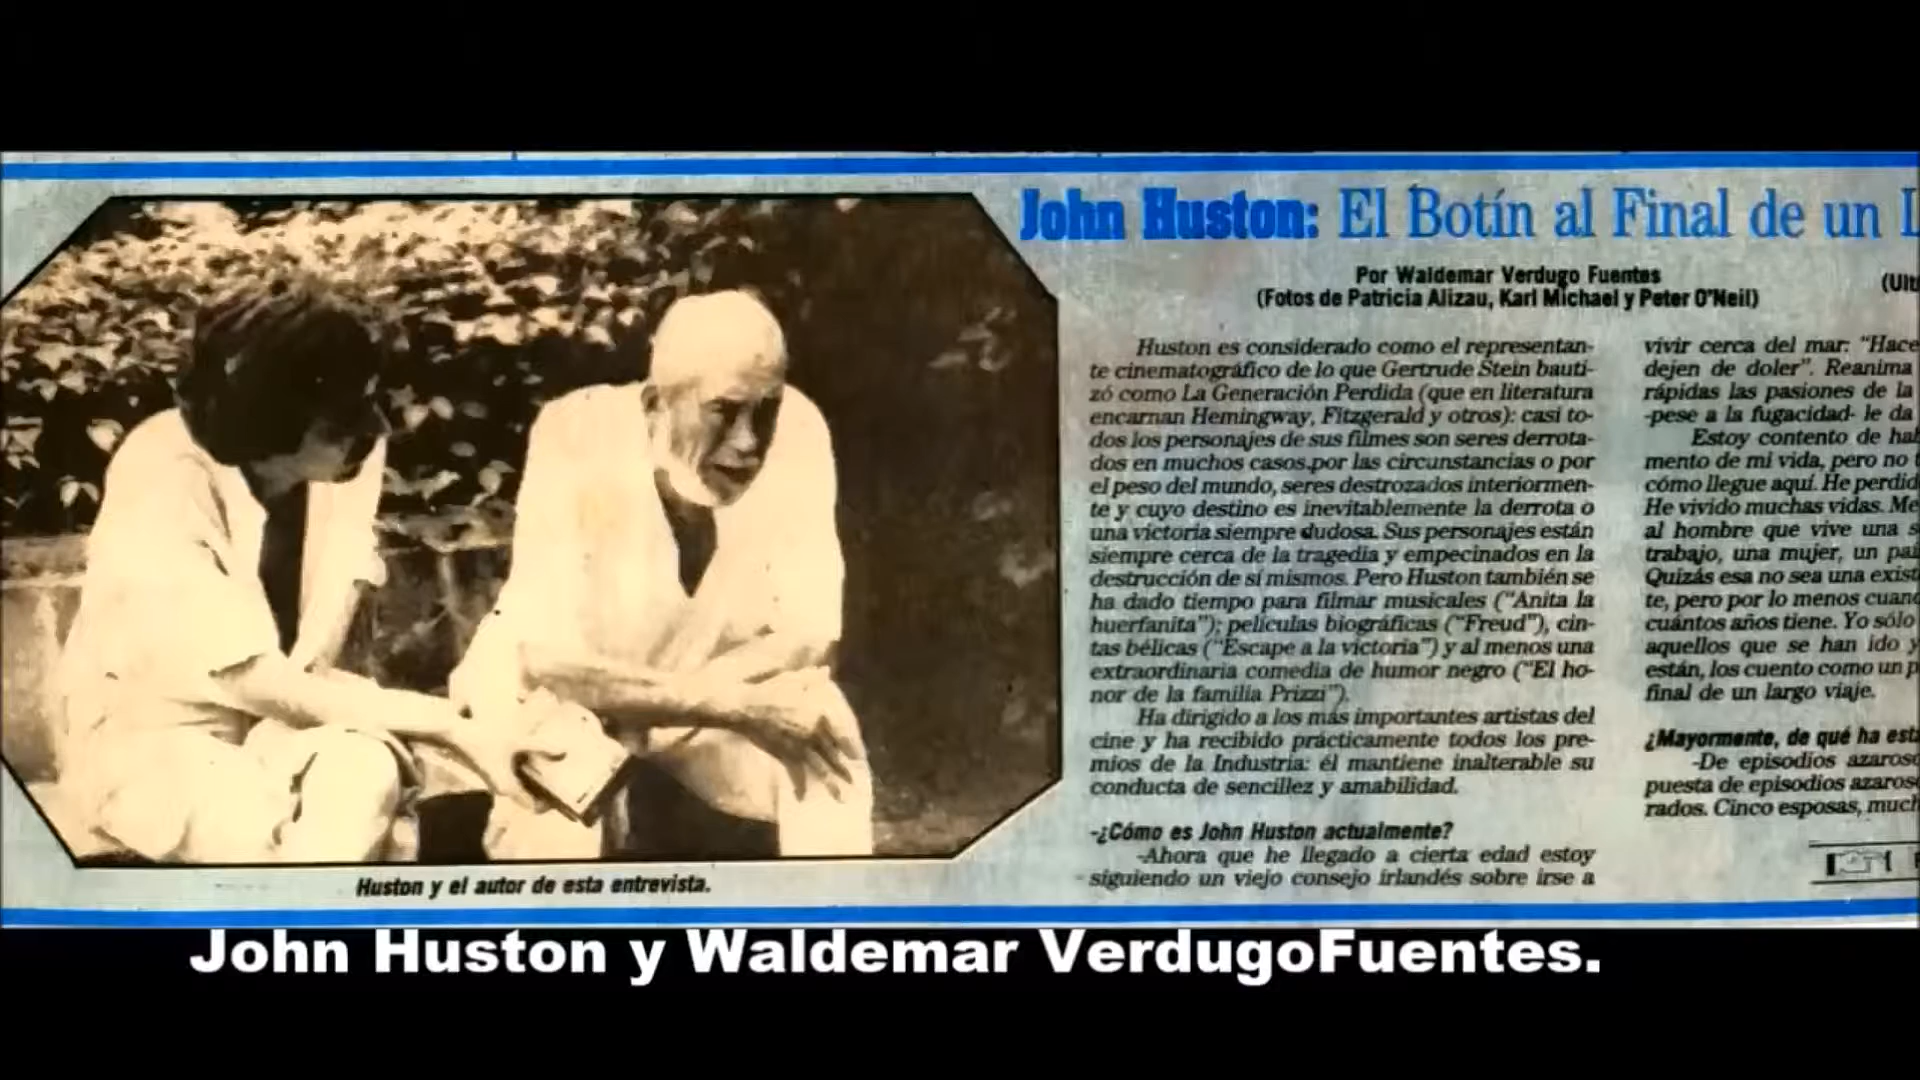 John Huston: El Botín al Final de un L
Por Waldemar Verdugo Fuentes
(Fotos de Patricia Alizau, Karl Michael y Peter O'Neil)
(Ult
Huston es considerado como el representan-
te cinematográfico de lo que Gertrude Stein bauti-
zó como La Generación Perdida (que en literatura
encarnan Hemingway, Fitzgerald y otros): casi to-
dos los personajes de sus filmes son seres derrota-
dos en muchos casos por las circunstancias o por
el peso del mundo, seres destrozados interiormen-
te y cuyo destino es inevitablemente la derrota o
una victoria siempre dudosa. Sus personajes están
siempre cerca de la tragedia y empecinados en la
destrucción de sí mismos. Pero Huston también se
ha dado tiempo para filmar musicales ("Anita la
huerfanita"); películas biográficas ("Freud"), cin-
tas bélicas ("Escape a la victoria") y al menos una
extraordinaria comedia de humor negro ("El ho-
nor de la familia Prizzi").
Ha dirigido a los más importantes artistas del
cine y ha recibido prácticamente todos los pre-
mios de la Industria: él mantiene inalterable su
conducta de sencillez y amabilidad.
-¿Cómo es John Huston actualmente?
-Ahora que he llegado a cierta edad estoy
siguiendo un viejo consejo irlandés sobre irse a
vivir cerca del mar: "Hace
dejen de doler". Reanima
rápidas las pasiones de la
-pese a la fugacidad- le da
Estoy contento de hab
mento de mi vida, pero no t
cómo llegue aquí. He perdid
He vivido muchas vidas. Me
al hombre que vive una s
trabajo, una mujer, un paí
Quizás esa no sea una exist
te, pero por lo menos cuand
cuántos años tiene. Yo sólo
aquellos que se han ido y
están, los cuento como un p
final de un largo viaje.
¿Mayormente, de qué ha esta
-De episodios azaroso
puesta de episodios azaros
rados. Cinco esposas, much
Huston y el autor de esta entrevista.
John Huston y Waldemar VerdugoFuentes.